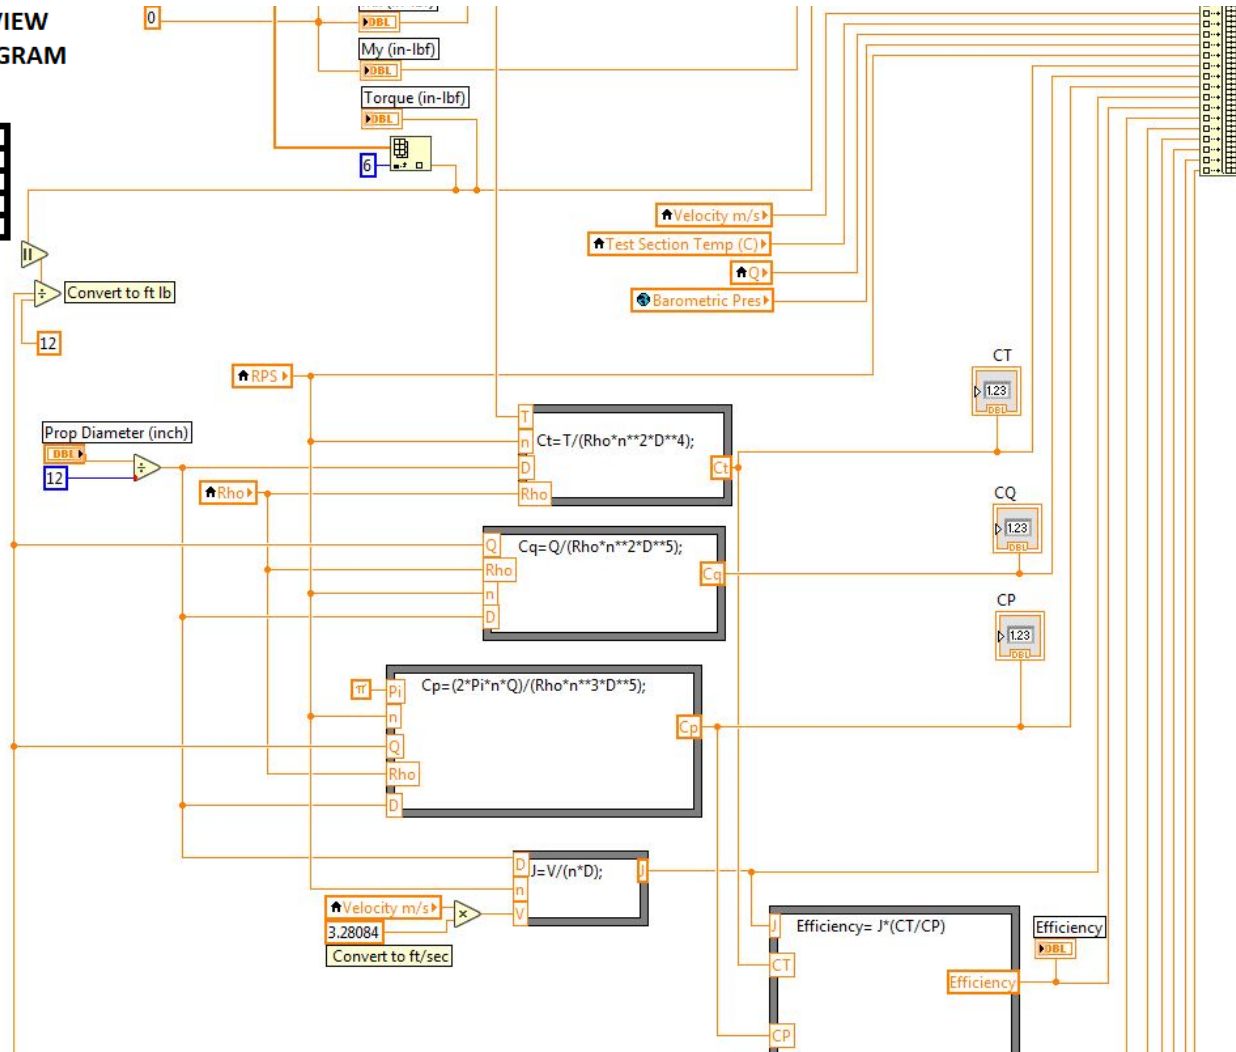 VIEW
GRAM
0
DBL
My (in-lbf)
DBL
Torque (in-lbf)
DBL
6
Velocity m/s
Test Section Temp (C)
Q
Barometric Pres
÷
Convert to ft lb
12
RPS
CT
1.23
DBL
Prop Diameter (inch)
DBL
12
÷
Rho
T
n
D
Rho
Ct=T/(Rho*n**2*D**4);
Ct
CQ
1.23
DBL
Q
Rho
n
D
Cq=Q/(Rho*n**2*D**5);
Cq
CP
1.23
DBL
π
Pi
n
Q
Rho
D
Cp=(2*Pi*n*Q)/(Rho*n**3*D**5);
Cp
D
n
V
J=V/(n*D);
J
Velocity m/s
×
3.28084
Convert to ft/sec
J
CT
CP
Efficiency= J*(CT/CP)
Efficiency
Efficiency
DBL